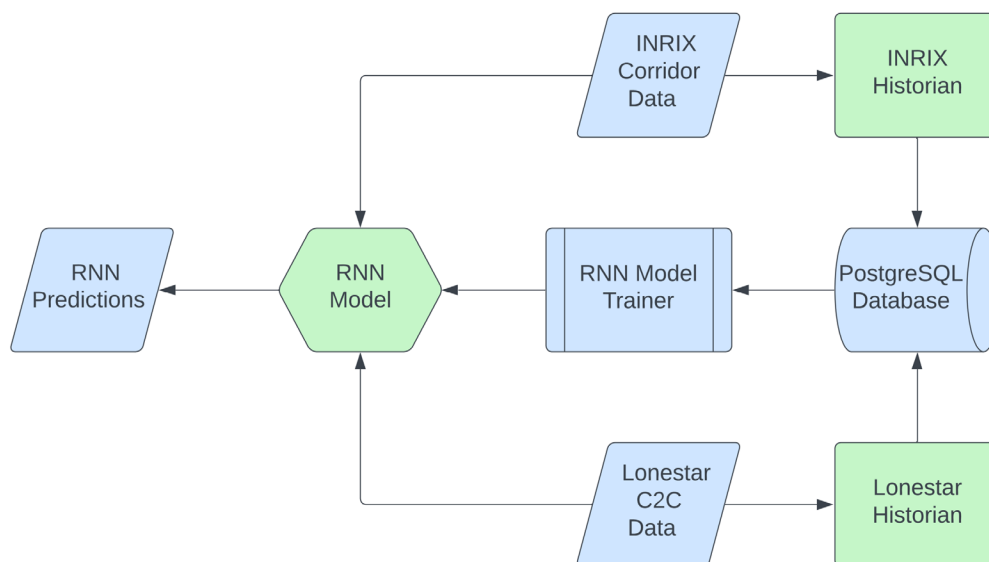 INRIX
Corridor
Data
INRIX
Historian
RNN
Predictions
RNN
Model
RNN Model
Trainer
PostgreSQL
Database
Lonestar
C2C
Data
Lonestar
Historian